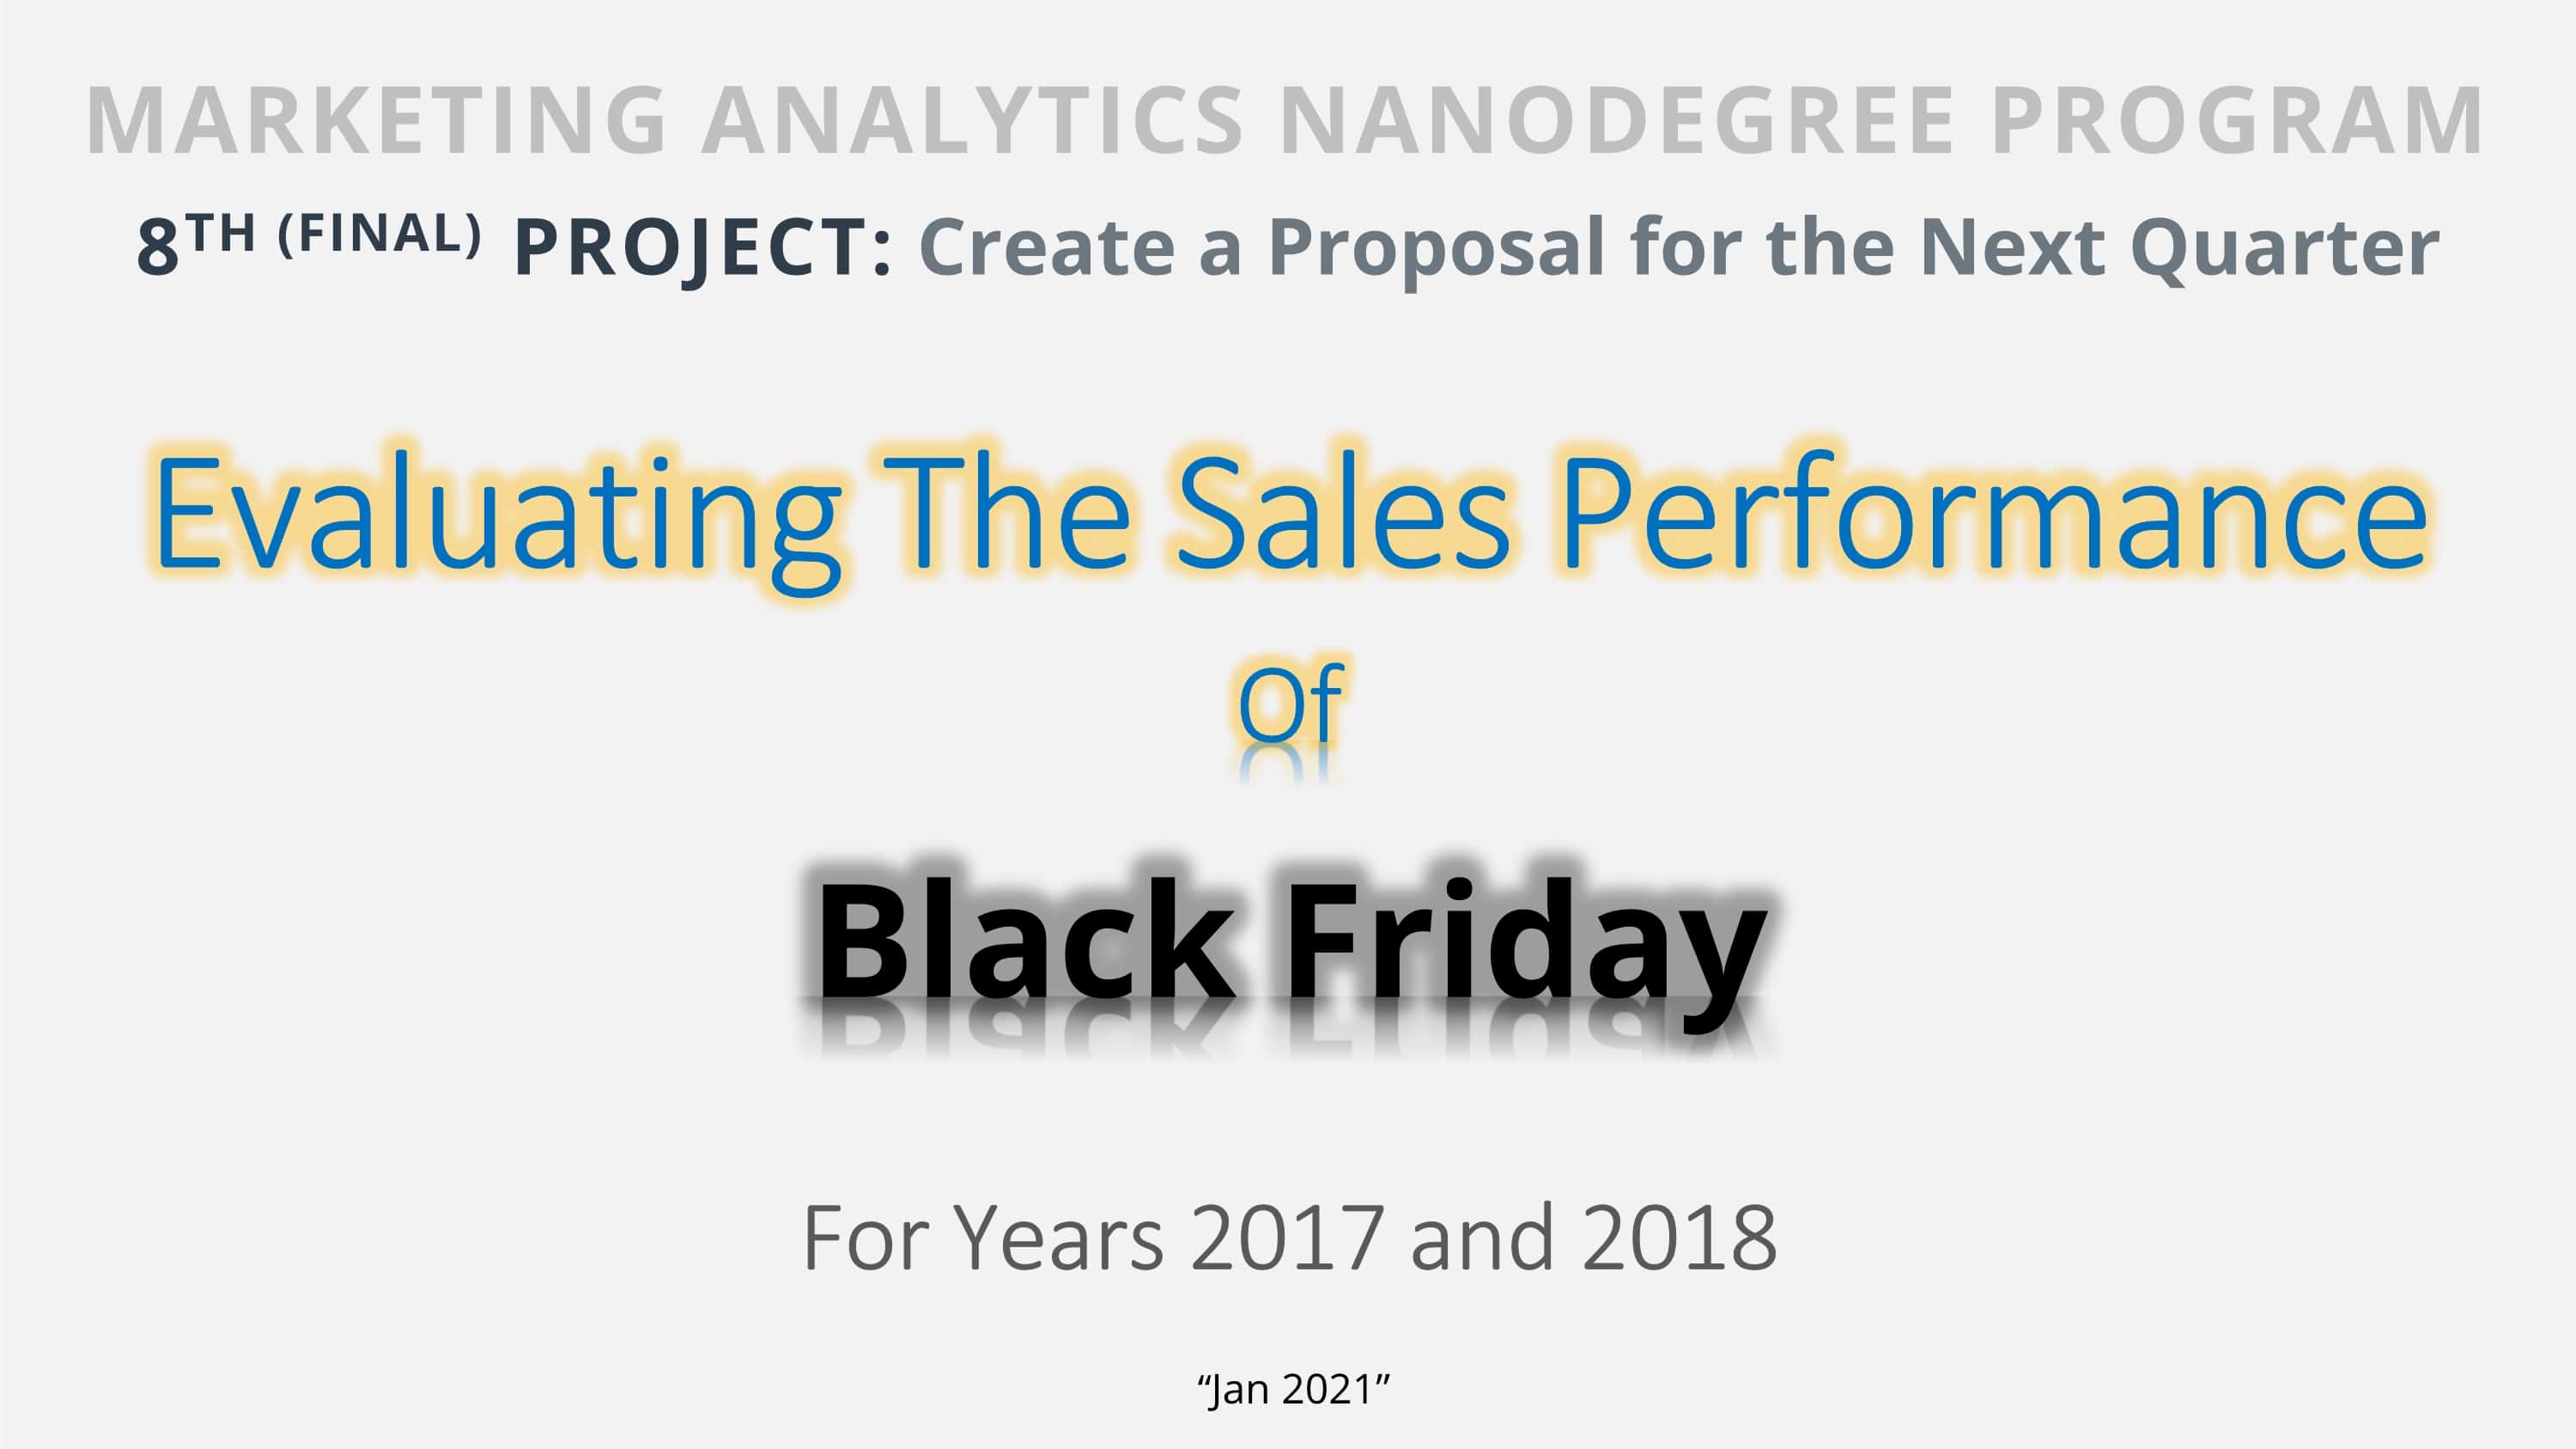 MARKETING ANALYTICS NANODEGREE PROGRAM
8TH (FINAL) PROJECT: Create a Proposal for the Next Quarter
Evaluating The Sales Performance
Of
Black Friday
For Years 2017 and 2018
“Jan 2021”